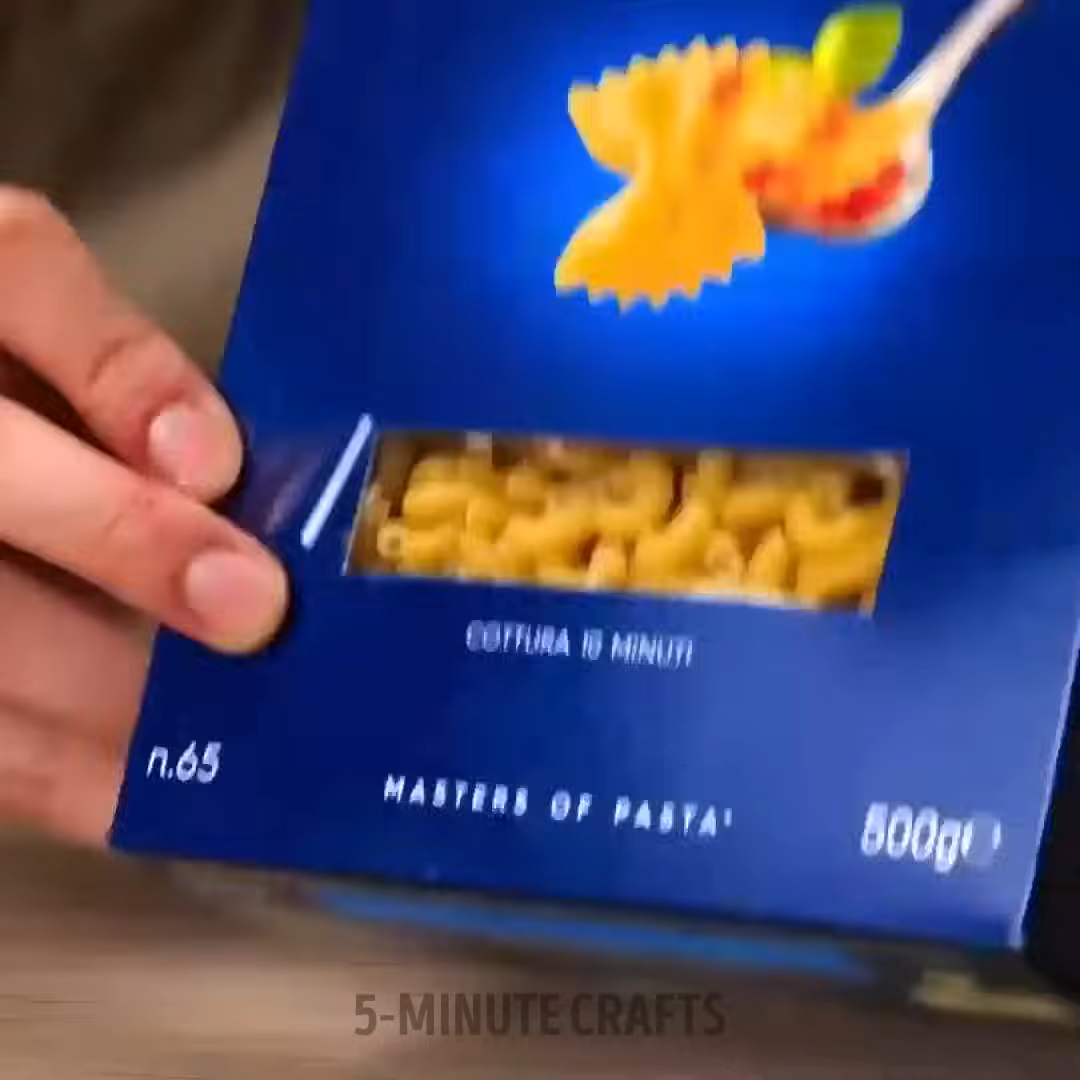 COTTURA 10 MINUTI
n.65
MASTERS OF PASTA
500g
5-MINUTE CRAFTS